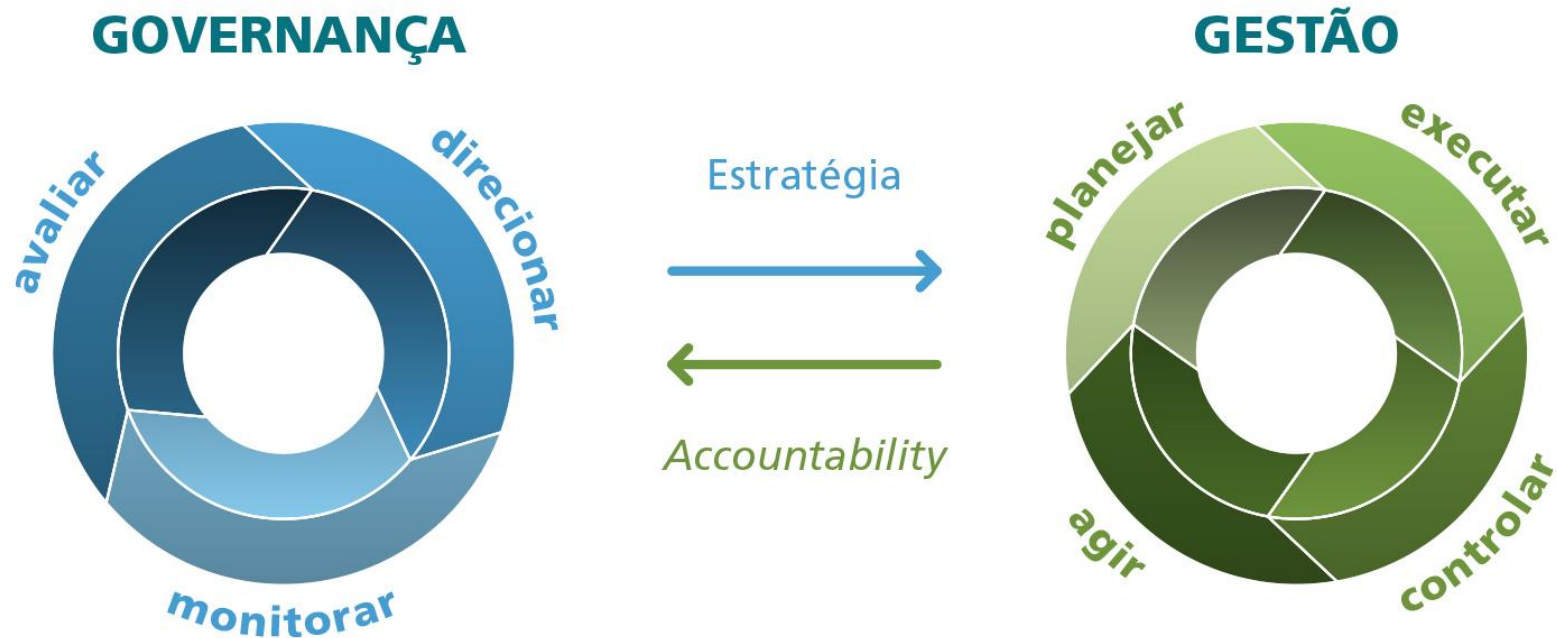 GOVERNANÇA
avaliar
direcionar
monitorar
Estratégia
Accountability
GESTÃO
planejar
executar
controlar
agir